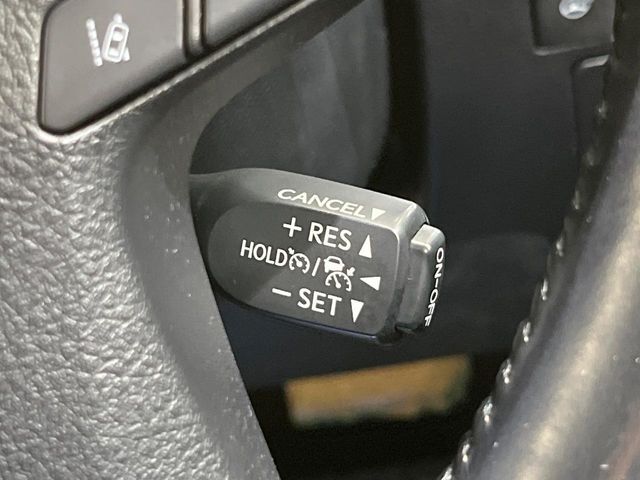 CANCEL▼
+ RES ▲
HOLD / ◀
− SET ▼
ON-OFF